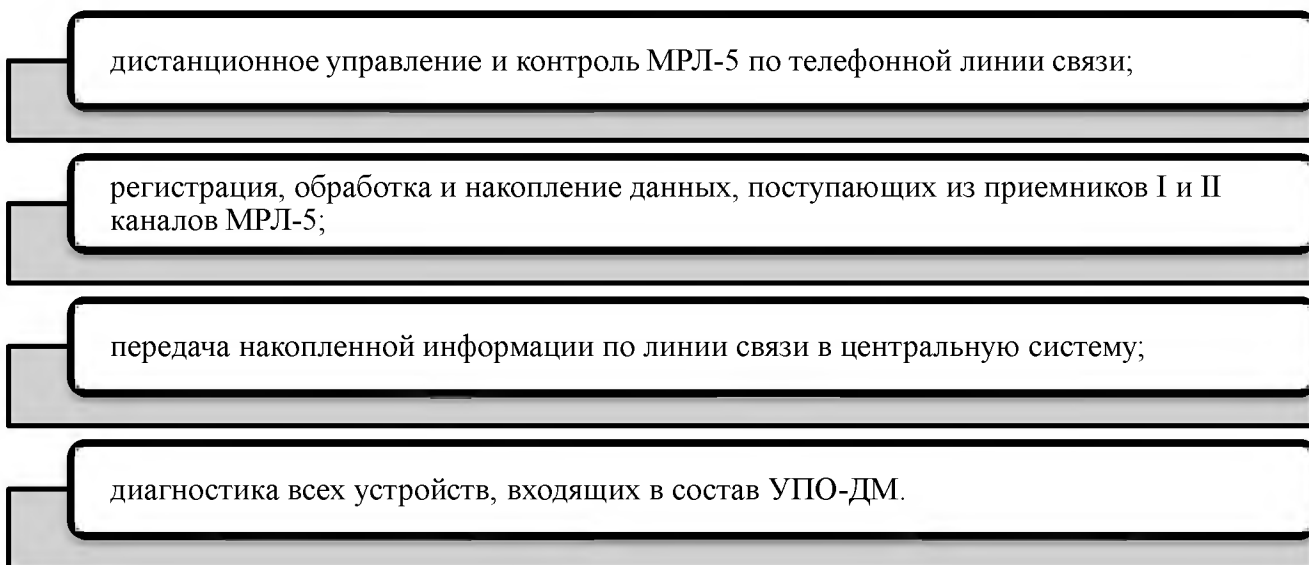 дистанционное управление и контроль МРЛ-5 по телефонной линии связи;
регистрация, обработка и накопление данных, поступающих из приемников I и II
каналов МРЛ-5;
передача накопленной информации по линии связи в центральную систему;
диагностика всех устройств, входящих в состав УПО-ДМ.